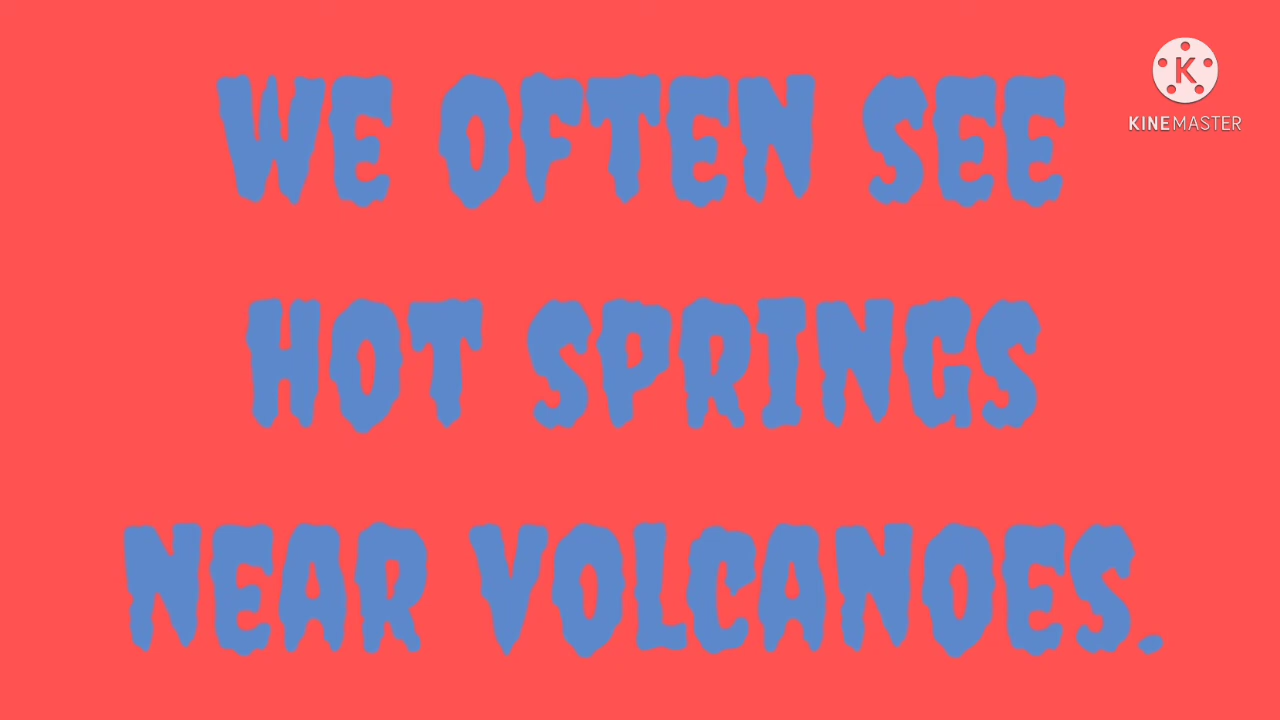 WE OFTEN SEE
HOT SPRINGS
NEAR VOLCANOES.
K
KINEMASTER